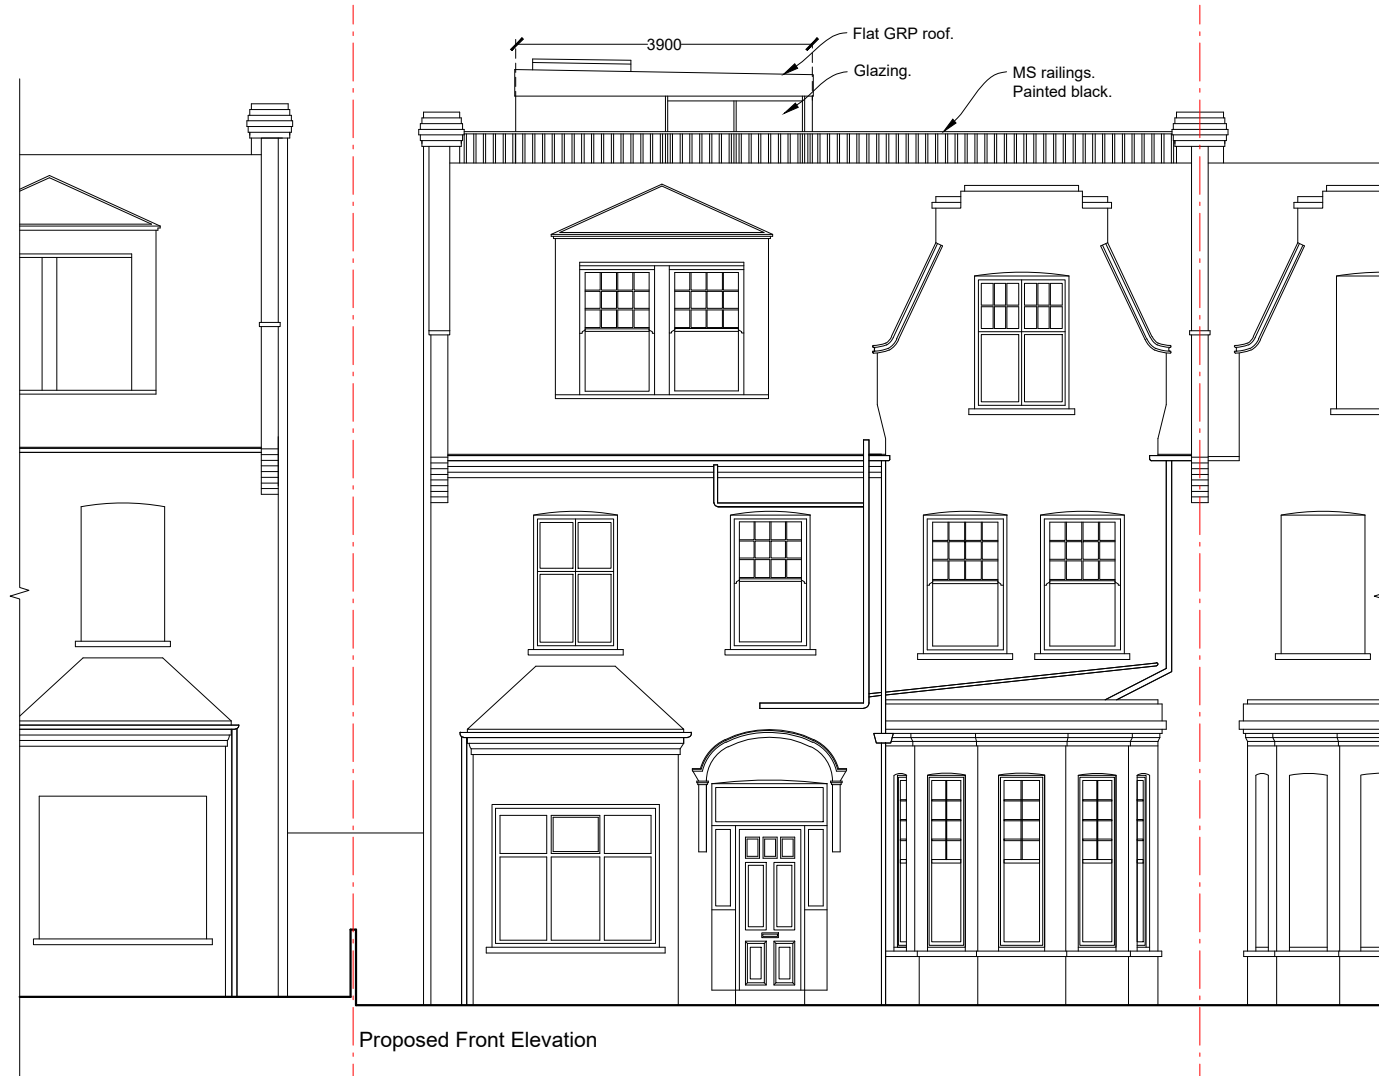 3900
Flat GRP roof.
Glazing.
MS railings.
Painted black.
Proposed Front Elevation